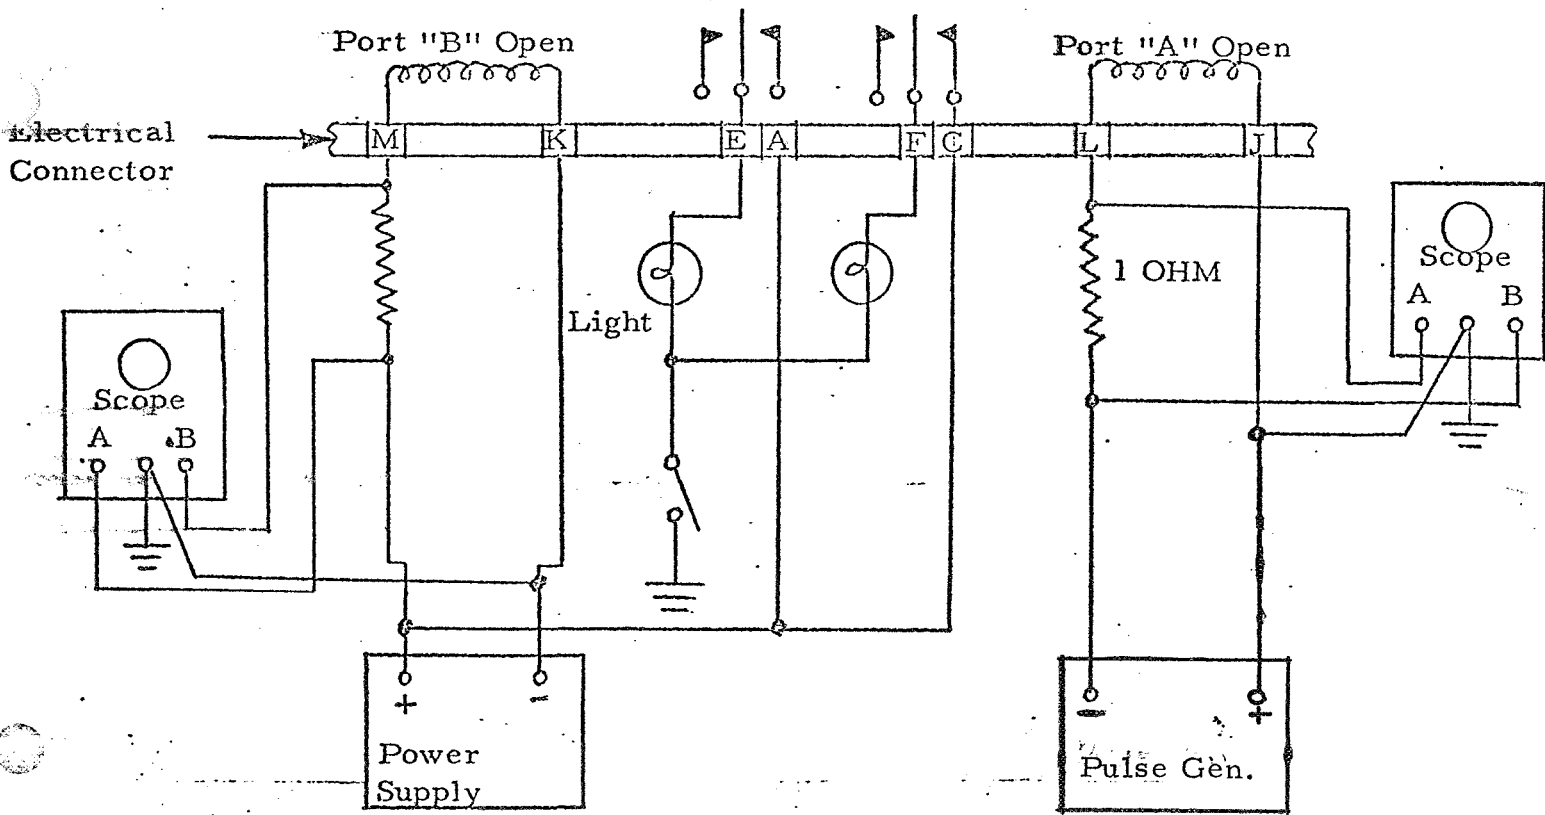 Port "B" Open
Port "A" Open
Electrical
Connector
M K E A F C L J
Scope
A B
1 OHM
Light
Scope
A B
+ −
Power
Supply
− +
Pulse Gen.